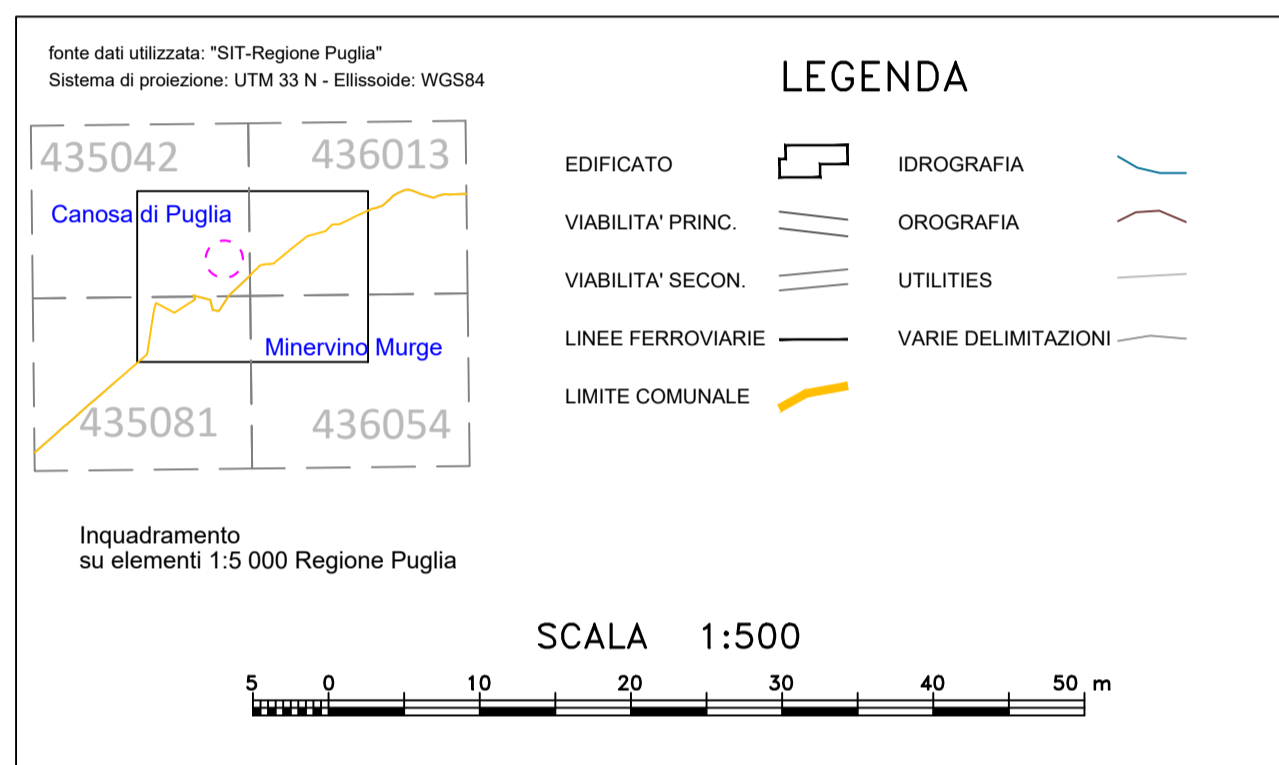 fonte dati utilizzata: "SIT-Regione Puglia"
Sistema di proiezione: UTM 33 N - Ellissoide: WGS84
435042
436013
Canosa di Puglia
Minervino Murge
435081
436054
Inquadramento
su elementi 1:5 000 Regione Puglia
LEGENDA
EDIFICATO
VIABILITA' PRINC.
VIABILITA' SECON.
LINEE FERROVIARIE
LIMITE COMUNALE
IDROGRAFIA
OROGRAFIA
UTILITIES
VARIE DELIMITAZIONI
SCALA 1:500
5 0 10 20 30 40 50 m